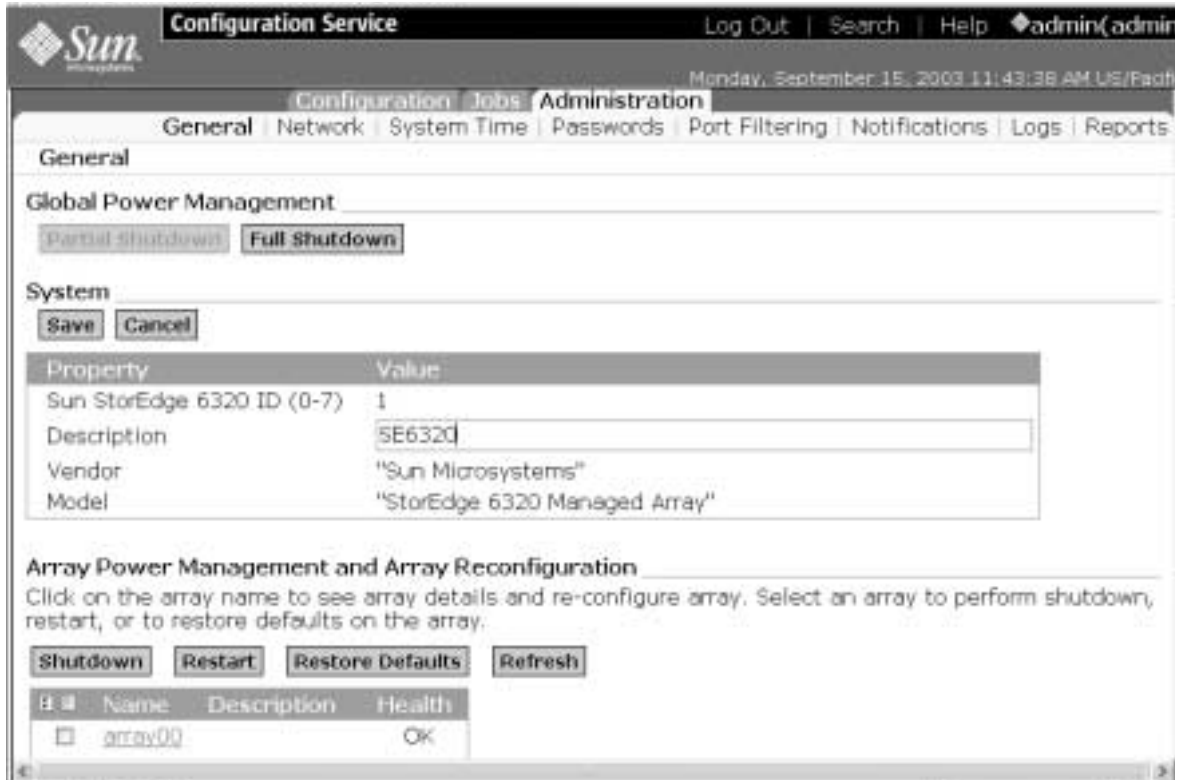 Configuration Service
Log Out | Search | Help ◆admin(admin
Sun
microsystems
Monday, September 15, 2003 11:43:38 AM US/Pacifi
Configuration Jobs Administration
General | Network | System Time | Passwords | Port Filtering | Notifications | Logs | Reports
General
Global Power Management
Partial Shutdown Full Shutdown
System
Save Cancel
Property Value
Sun StorEdge 6320 ID (0-7) 1
Description SE6320
Vendor "Sun Microsystems"
Model "StorEdge 6320 Managed Array"
Array Power Management and Array Reconfiguration
Click on the array name to see array details and re-configure array. Select an array to perform shutdown,
restart, or to restore defaults on the array.
Shutdown Restart Restore Defaults Refresh
Name Description Health
array00 OK